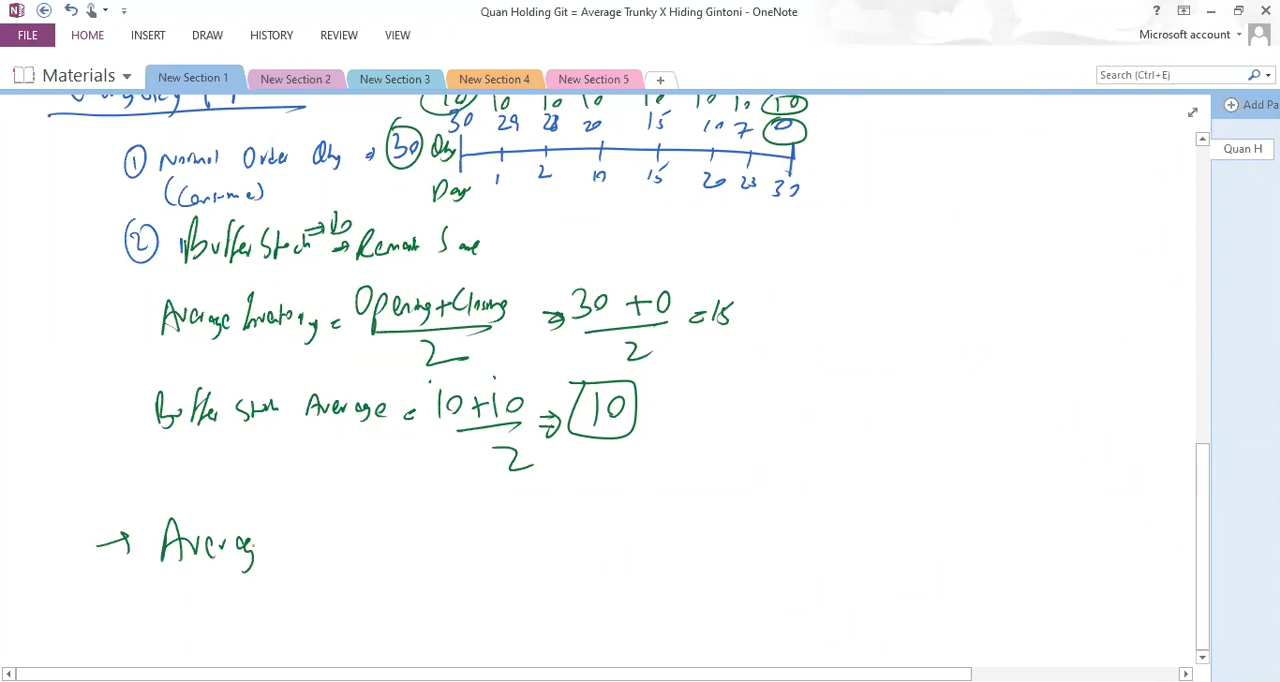 Quan Holding Git = Average Trunky X Hiding Gintoni - OneNote
FILE HOME INSERT DRAW HISTORY REVIEW VIEW Microsoft account
Materials New Section 1 New Section 2 New Section 3 New Section 4 New Section 5 Search (Ctrl+E)
Add Pa
Quan H
10 10 10 10 10 10 10 10
30 29 28 20 15 10 7 0
① Normal Order Qty → 30 Qty
(Consume)
Day 1 2 10 15 20 23 30
② Buffer Stock → 10 → Remain Same
Average Inventory = Opening + Closing / 2 ⇒ 30 + 0 / 2 = 15
Buffer Stock Average = 10 + 10 / 2 ⇒ 10
→ Averag